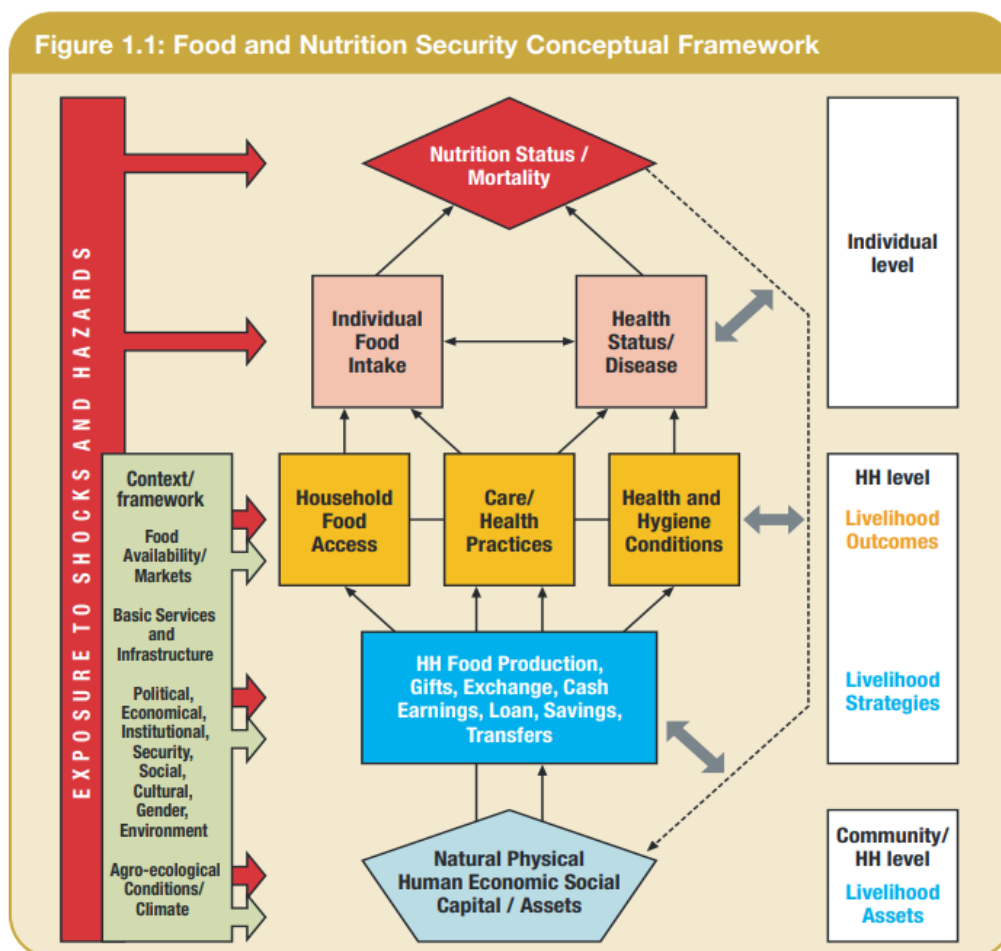 Figure 1.1: Food and Nutrition Security Conceptual Framework
EXPOSURE TO SHOCKS AND HAZARDS
Nutrition Status /
Mortality
Individual
level
Individual
Food
Intake
Health
Status/
Disease
Context/
framework
Food
Availability/
Markets
Basic Services
and
Infrastructure
Political,
Economical,
Institutional,
Security,
Social,
Cultural,
Gender,
Environment
Agro-ecological
Conditions/
Climate
Household
Food
Access
Care/
Health
Practices
Health and
Hygiene
Conditions
HH level
Livelihood
Outcomes
HH Food Production,
Gifts, Exchange, Cash
Earnings, Loan, Savings,
Transfers
Livelihood
Strategies
Natural Physical
Human Economic Social
Capital / Assets
Community/
HH level
Livelihood
Assets